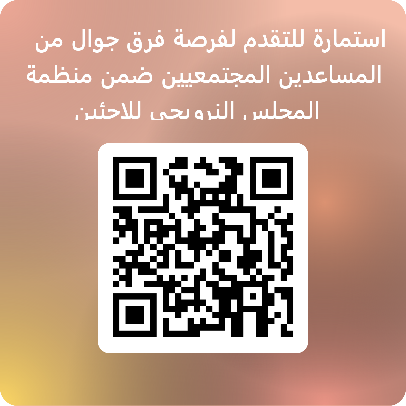 استمارة للتقدم لفرصة فرق جوال من
المساعدين المجتمعيين ضمن منظمة
المجلس النرويجي للاجئين